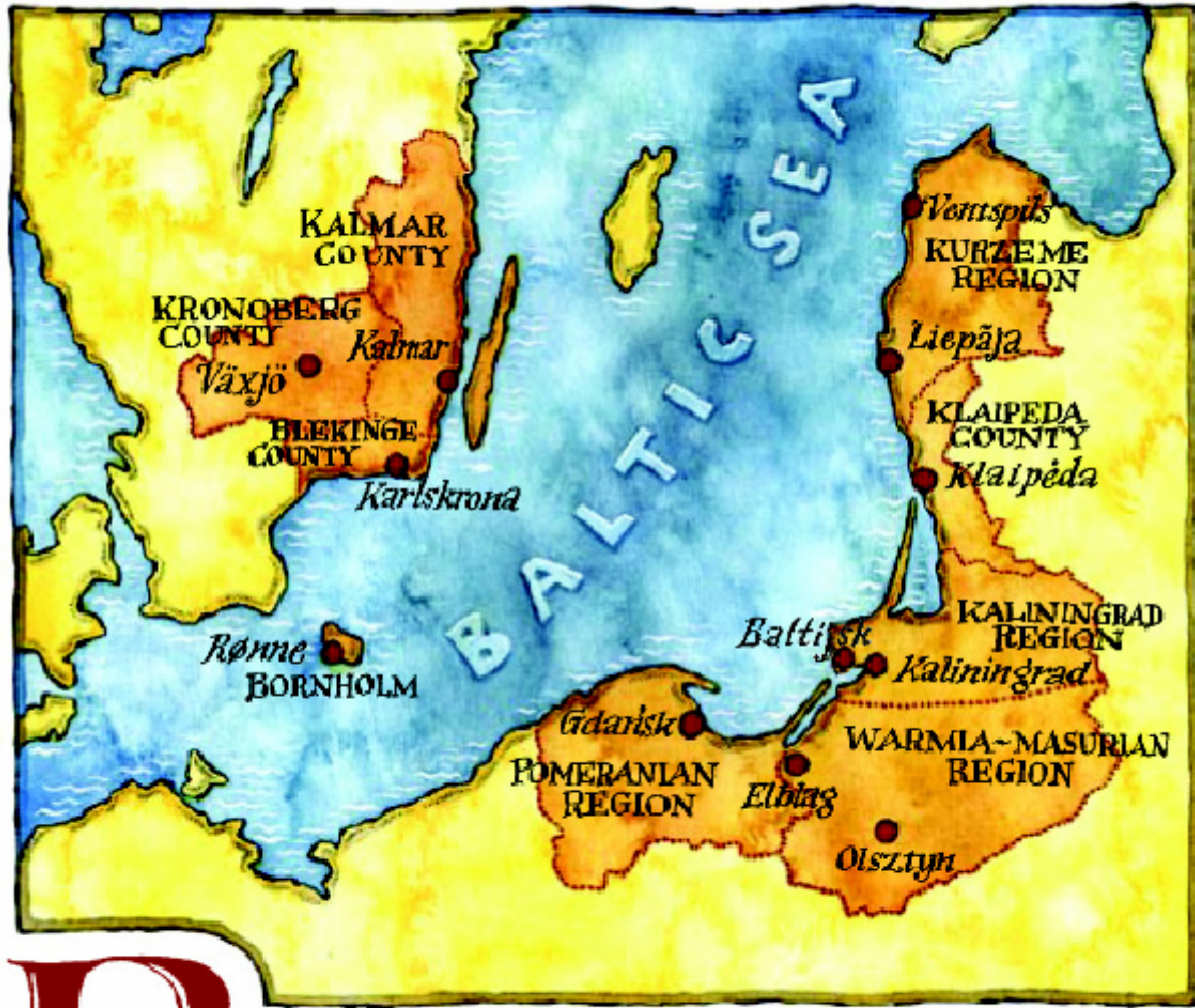 BALTIC SEA
KALMAR
COUNTY
KRONOBERG
COUNTY
Växjö
Kalmar
BLEKINGE
COUNTY
Karlskrona
Ventspils
KURZEME
REGION
Liepãja
KLAIPEDA
COUNTY
Klaipėda
Rønne
BORNHOLM
Baltijsk
KALININGRAD
REGION
Kaliningrad
Gdańsk
POMERANIAN
REGION
Elbląg
WARMIA-MASURIAN
REGION
Olsztyn